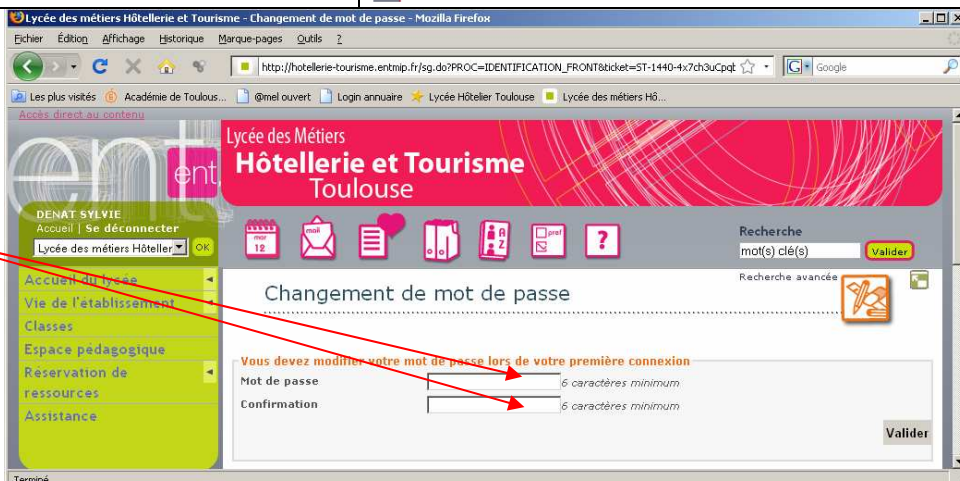 Lycée des métiers Hôtellerie et Tourisme - Changement de mot de passe - Mozilla Firefox
Eichier Édition Affichage Historique Marque-pages Outils ?
http://hotellerie-tourisme.entmip.fr/sg.do?PROC=IDENTIFICATION_FRONT&ticket=ST-1440-4x7ch3uCpqt
Google
Les plus visités Académie de Toulous... @mel ouvert Login annuaire Lycée Hôtelier Toulouse Lycée des métiers Hô...
Accès direct au contenu
ent
ent
Lycée des Métiers
Hôtellerie et Tourisme
Toulouse
DENAT SYLVIE
Accueil | Se déconnecter
Lycée des métiers Hôteller OK
mar 12
mail
A Z
pref
?
Recherche
mot(s) clé(s) Valider
Recherche avancée
Accueil du lycée
Vie de l'établissement
Classes
Espace pédagogique
Réservation de
ressources
Assistance
Changement de mot de passe
Vous devez modifier votre mot de passe lors de votre première connexion
Mot de passe 6 caractères minimum
Confirmation 6 caractères minimum
Valider
Terminé